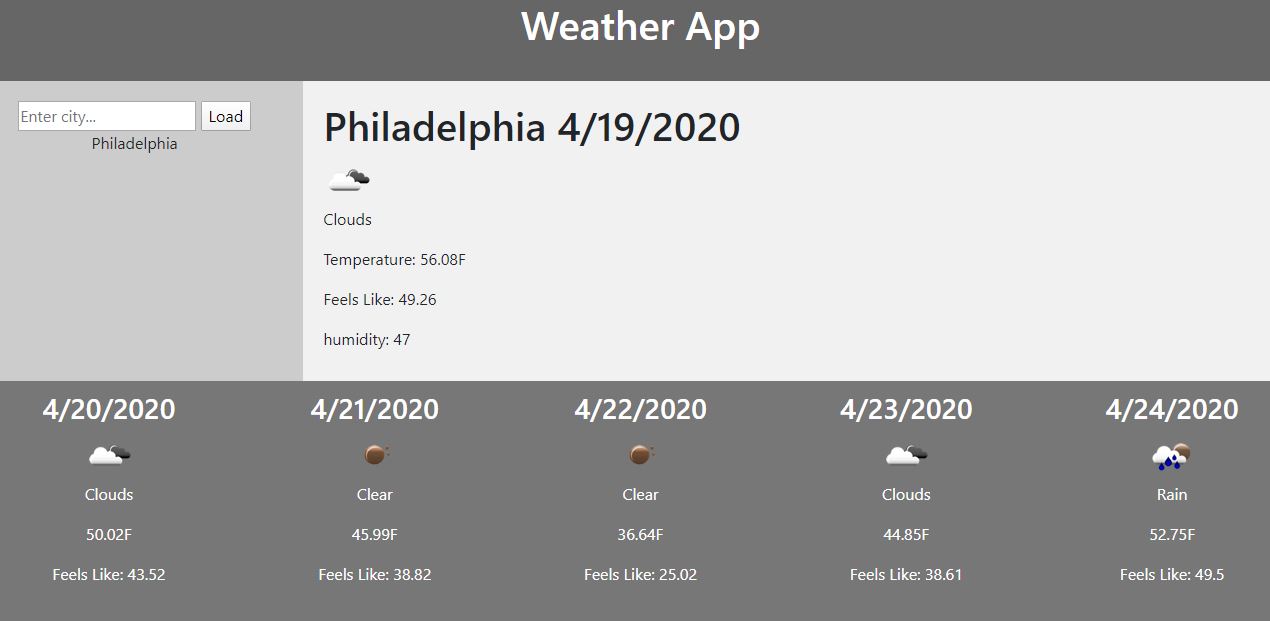 Weather App
Enter city... Load
Philadelphia
Philadelphia 4/19/2020
Clouds
Temperature: 56.08F
Feels Like: 49.26
humidity: 47
4/20/2020 4/21/2020 4/22/2020 4/23/2020 4/24/2020
Clouds Clear Clear Clouds Rain
50.02F 45.99F 36.64F 44.85F 52.75F
Feels Like: 43.52 Feels Like: 38.82 Feels Like: 25.02 Feels Like: 38.61 Feels Like: 49.5